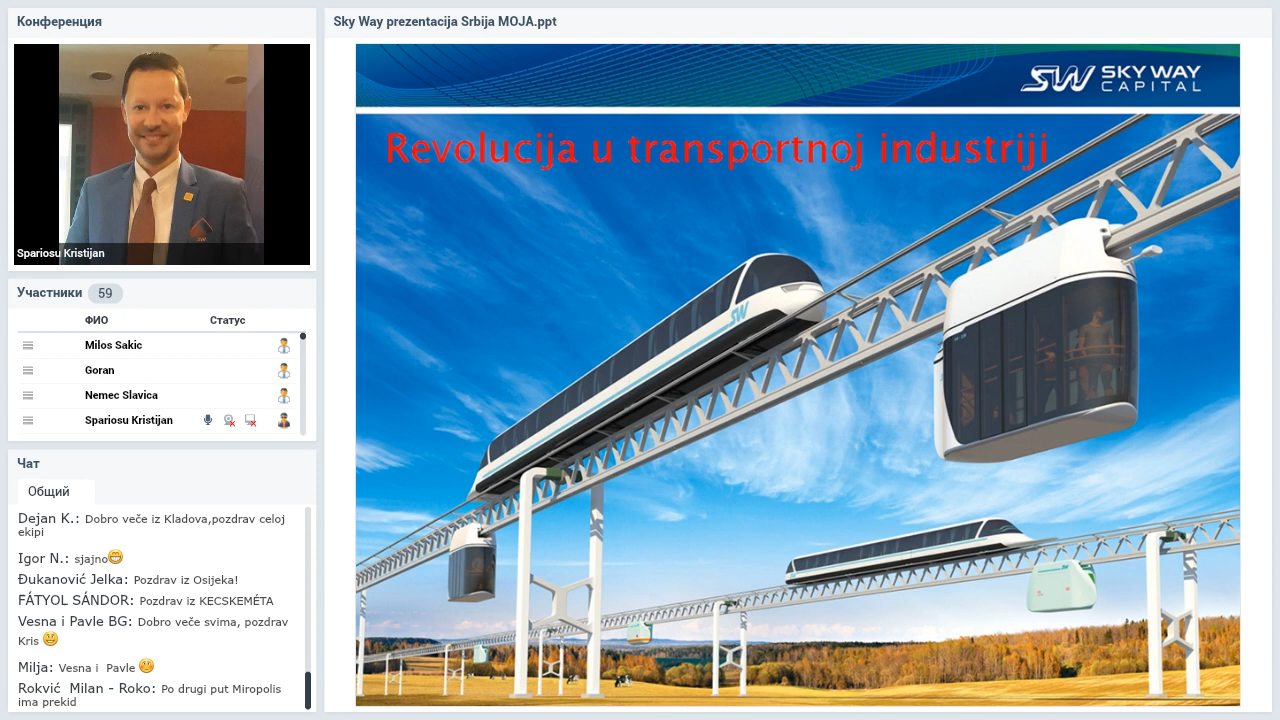 Конференция
Spariosu Kristijan
Участники 59
ФИО Статус
Milos Sakic
Goran
Nemec Slavica
Spariosu Kristijan
Чат
Общий
Dejan K.: Dobro veče iz Kladova,pozdrav celoj
ekipi
Igor N.: sjajno
Đukanović Jelka: Pozdrav iz Osijeka!
FÁTYOL SÁNDOR: Pozdrav iz KECSKEMÉTA
Vesna i Pavle BG: Dobro veče svima, pozdrav
Kris
Milja: Vesna i Pavle
Rokvić Milan - Roko: Po drugi put Miropolis
ima prekid
Sky Way prezentacija Srbija MOJA.ppt
SW SKY WAY
CAPITAL
Revolucija u transportnoj industriji
SW